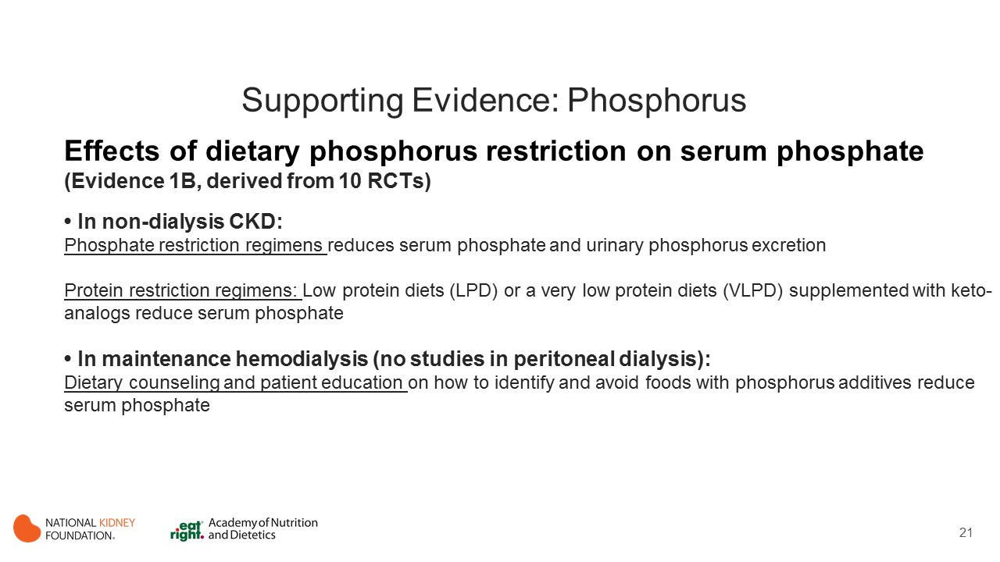 Supporting Evidence: Phosphorus
Effects of dietary phosphorus restriction on serum phosphate
(Evidence 1B, derived from 10 RCTs)
• In non-dialysis CKD:
Phosphate restriction regimens reduces serum phosphate and urinary phosphorus excretion
Protein restriction regimens: Low protein diets (LPD) or a very low protein diets (VLPD) supplemented with keto-
analogs reduce serum phosphate
• In maintenance hemodialysis (no studies in peritoneal dialysis):
Dietary counseling and patient education on how to identify and avoid foods with phosphorus additives reduce
serum phosphate
NATIONAL KIDNEY
FOUNDATION®
eat
right.
Academy of Nutrition
and Dietetics
21